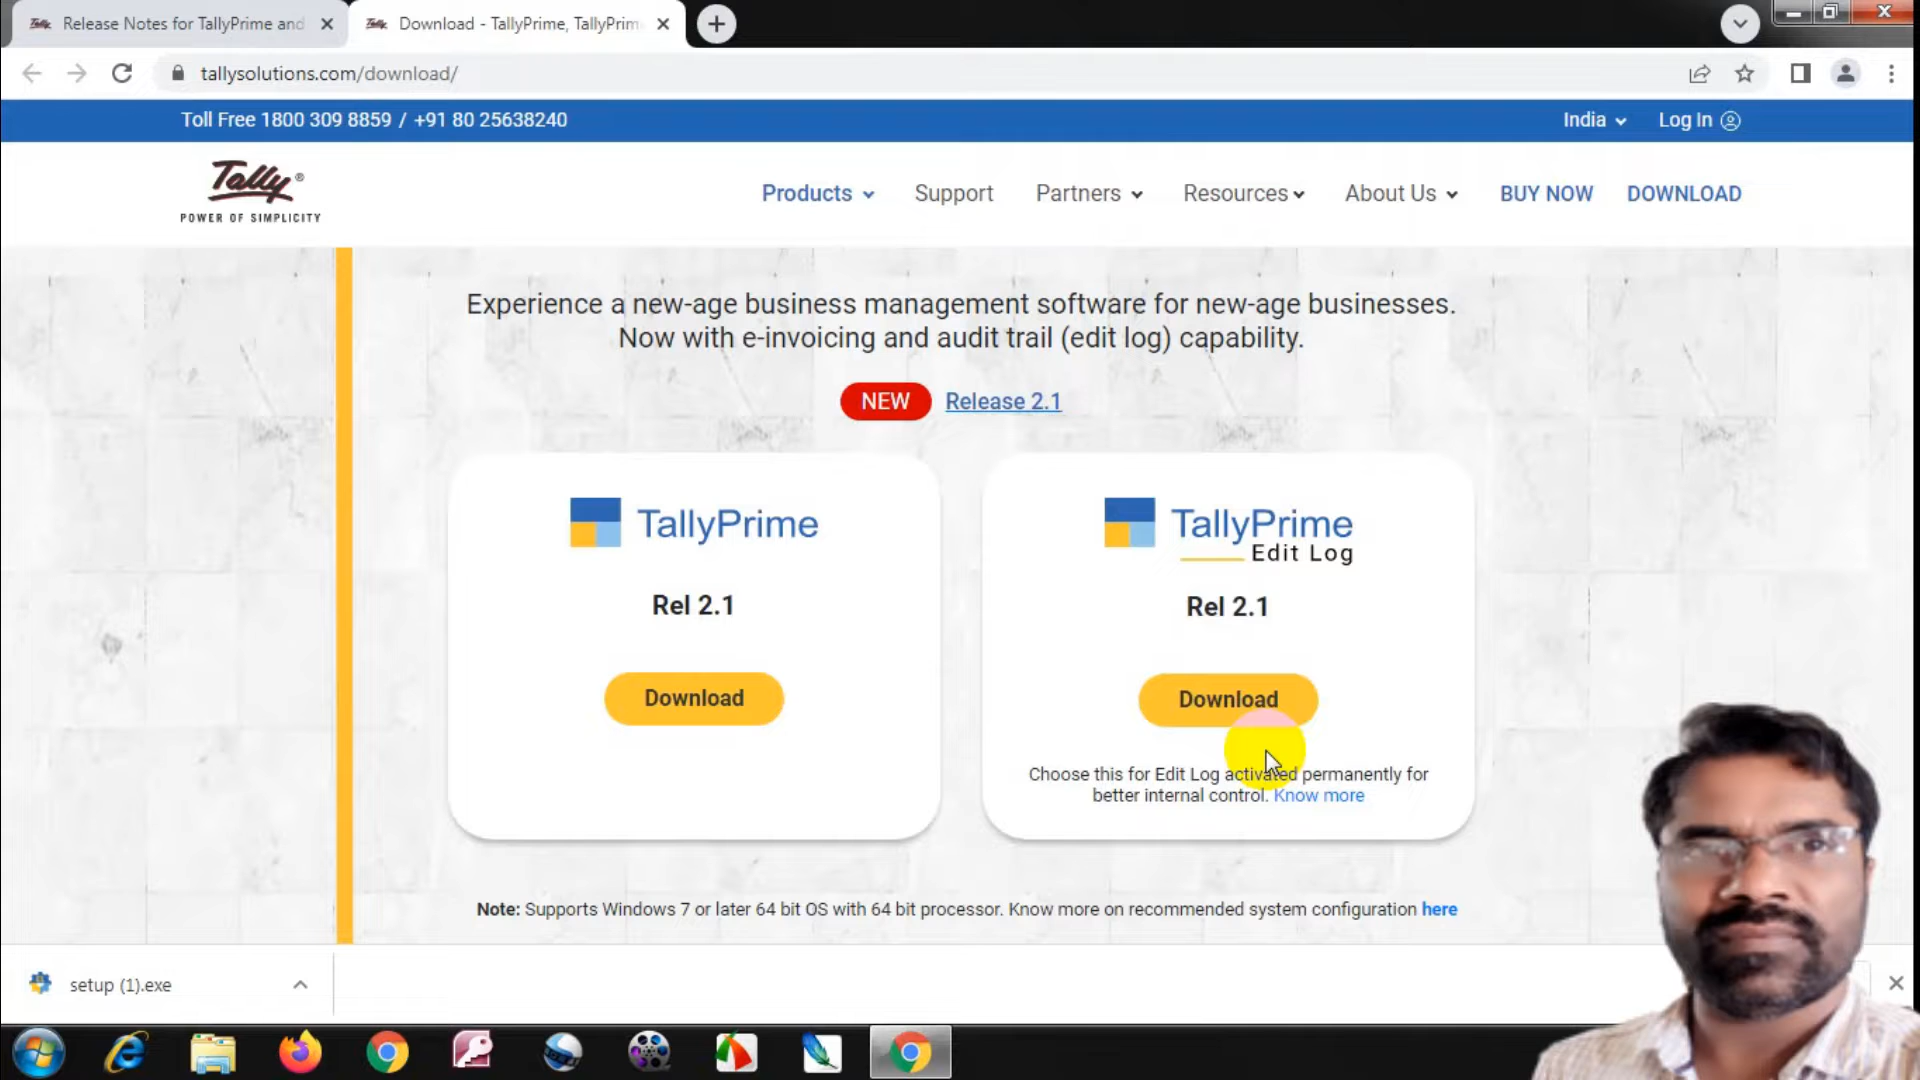 Release Notes for TallyPrime and
Download - TallyPrime, TallyPrim
tallysolutions.com/download/
Toll Free 1800 309 8859 / +91 80 25638240
India
Log In
Tally®
POWER OF SIMPLICITY
Products
Support
Partners
Resources
About Us
BUY NOW
DOWNLOAD
Experience a new-age business management software for new-age businesses.
Now with e-invoicing and audit trail (edit log) capability.
NEW Release 2.1
TallyPrime
Rel 2.1
Download
TallyPrime
Edit Log
Rel 2.1
Download
Choose this for Edit Log activated permanently for
better internal control. Know more
Note: Supports Windows 7 or later 64 bit OS with 64 bit processor. Know more on recommended system configuration here
setup (1).exe